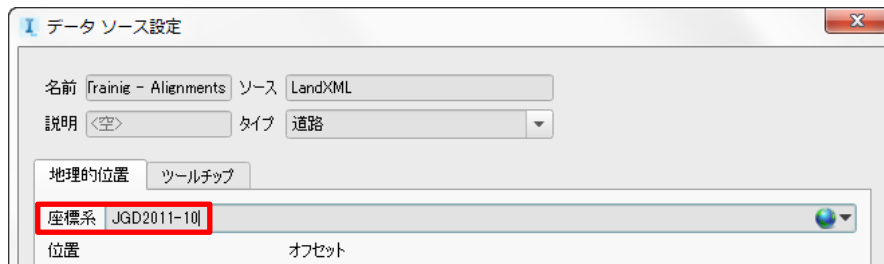 データ ソース設定
名前 Trainig - Alignments ソース LandXML
説明 <空> タイプ 道路
地理的位置 ツールチップ
座標系 JGD2011-10
位置 オフセット